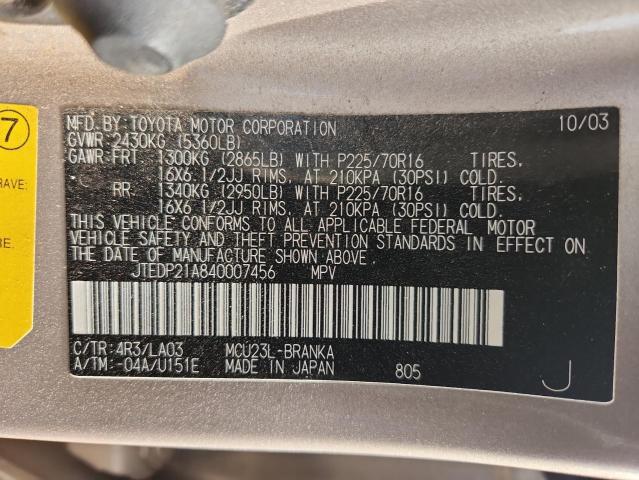 7
RAVE:
RE.
MFD.BY:TOYOTA MOTOR CORPORATION 10/03
GVWR 2430KG (5360LB)
GAWR:FRT 1300KG (2865LB) WITH P225/70R16 TIRES.
16X6 1/2JJ RIMS. AT 210KPA (30PSI) COLD.
RR 1340KG (2950LB) WITH P225/70R16 TIRES.
16X6 1/2JJ RIMS. AT 210KPA (30PSI) COLD.
THIS VEHICLE CONFORMS TO ALL APPLICABLE FEDERAL MOTOR
VEHICLE SAFETY AND THEFT PREVENTION STANDARDS IN EFFECT ON
THE DATE OF MANUFACTURE SHOWN ABOVE.
JTEDP21A840007456 MPV
C/TR:4R3/LA03 MCU23L-BRANKA
A/TM:-04A/U151E MADE IN JAPAN 805 J